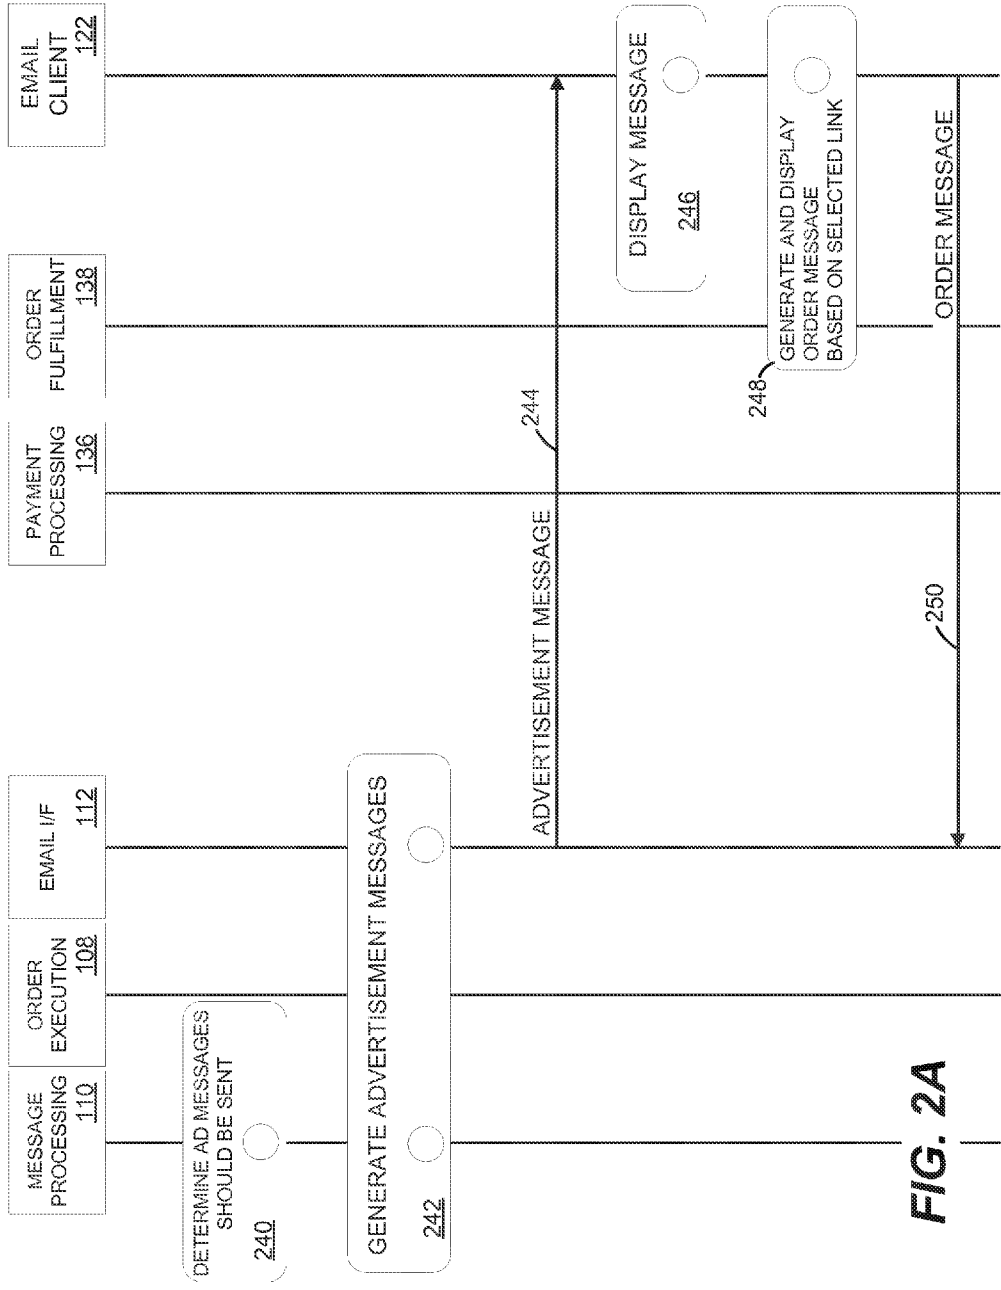 MESSAGE
PROCESSING
110
ORDER
EXECUTION
108
EMAIL I/F
112
PAYMENT
PROCESSING
136
ORDER
FULFILLMENT
138
EMAIL
CLIENT
122
DETERMINE AD MESSAGES
SHOULD BE SENT
240
GENERATE ADVERTISEMENT MESSAGES
242
ADVERTISEMENT MESSAGE
244
DISPLAY MESSAGE
246
248
GENERATE AND DISPLAY
ORDER MESSAGE
BASED ON SELECTED LINK
ORDER MESSAGE
250
FIG. 2A